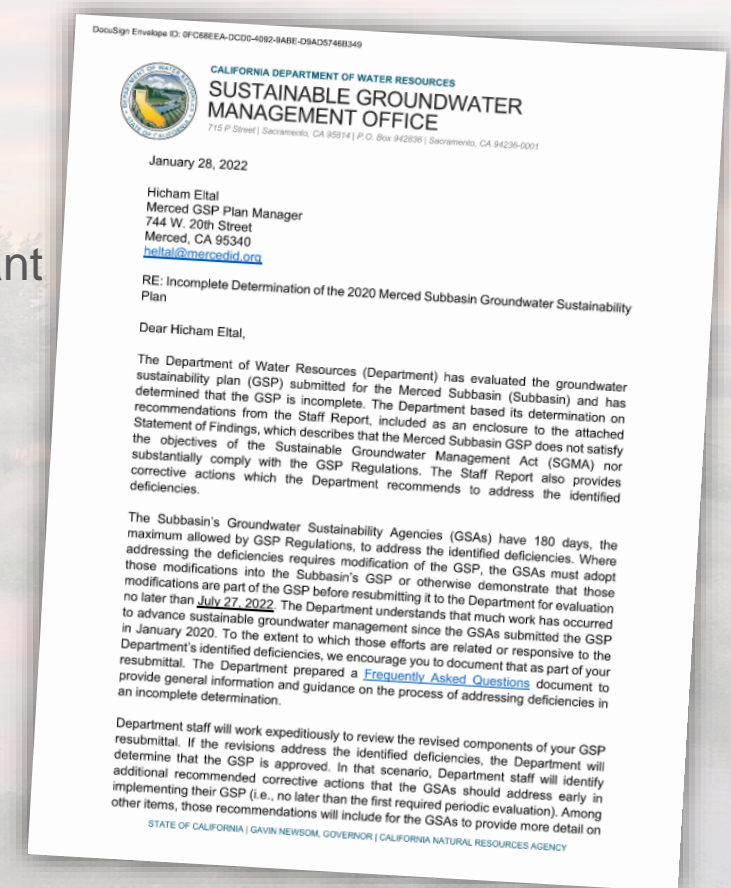 DocuSign Envelope ID: 0FC68EEA-DCD0-4092-9ABE-D9AD5746B349
CALIFORNIA DEPARTMENT OF WATER RESOURCES
SUSTAINABLE GROUNDWATER
MANAGEMENT OFFICE
715 P Street | Sacramento, CA 95814 | P.O. Box 942836 | Sacramento, CA 94236-0001
January 28, 2022
Hicham Eltal
Merced GSP Plan Manager
744 W. 20th Street
Merced, CA 95340
heltal@mercedid.org
RE: Incomplete Determination of the 2020 Merced Subbasin Groundwater Sustainability
Plan
Dear Hicham Eltal,
The Department of Water Resources (Department) has evaluated the groundwater
sustainability plan (GSP) submitted for the Merced Subbasin (Subbasin) and has
determined that the GSP is incomplete. The Department based its determination on
recommendations from the Staff Report, included as an enclosure to the attached
Statement of Findings, which describes that the Merced Subbasin GSP does not satisfy
the objectives of the Sustainable Groundwater Management Act (SGMA) nor
substantially comply with the GSP Regulations. The Staff Report also provides
corrective actions which the Department recommends to address the identified
deficiencies.
The Subbasin's Groundwater Sustainability Agencies (GSAs) have 180 days, the
maximum allowed by GSP Regulations, to address the identified deficiencies. Where
addressing the deficiencies requires modification of the GSP, the GSAs must adopt
those modifications into the Subbasin's GSP or otherwise demonstrate that those
modifications are part of the GSP before resubmitting it to the Department for evaluation
no later than July 27, 2022. The Department understands that much work has occurred
to advance sustainable groundwater management since the GSAs submitted the GSP
in January 2020. To the extent to which those efforts are related or responsive to the
Department's identified deficiencies, we encourage you to document that as part of your
resubmittal. The Department prepared a Frequently Asked Questions document to
provide general information and guidance on the process of addressing deficiencies in
an incomplete determination.
Department staff will work expeditiously to review the revised components of your GSP
resubmittal. If the revisions address the identified deficiencies, the Department will
determine that the GSP is approved. In that scenario, Department staff will identify
additional recommended corrective actions that the GSAs should address early in
implementing their GSP (i.e., no later than the first required periodic evaluation). Among
other items, those recommendations will include for the GSAs to provide more detail on
STATE OF CALIFORNIA | GAVIN NEWSOM, GOVERNOR | CALIFORNIA NATURAL RESOURCES AGENCY